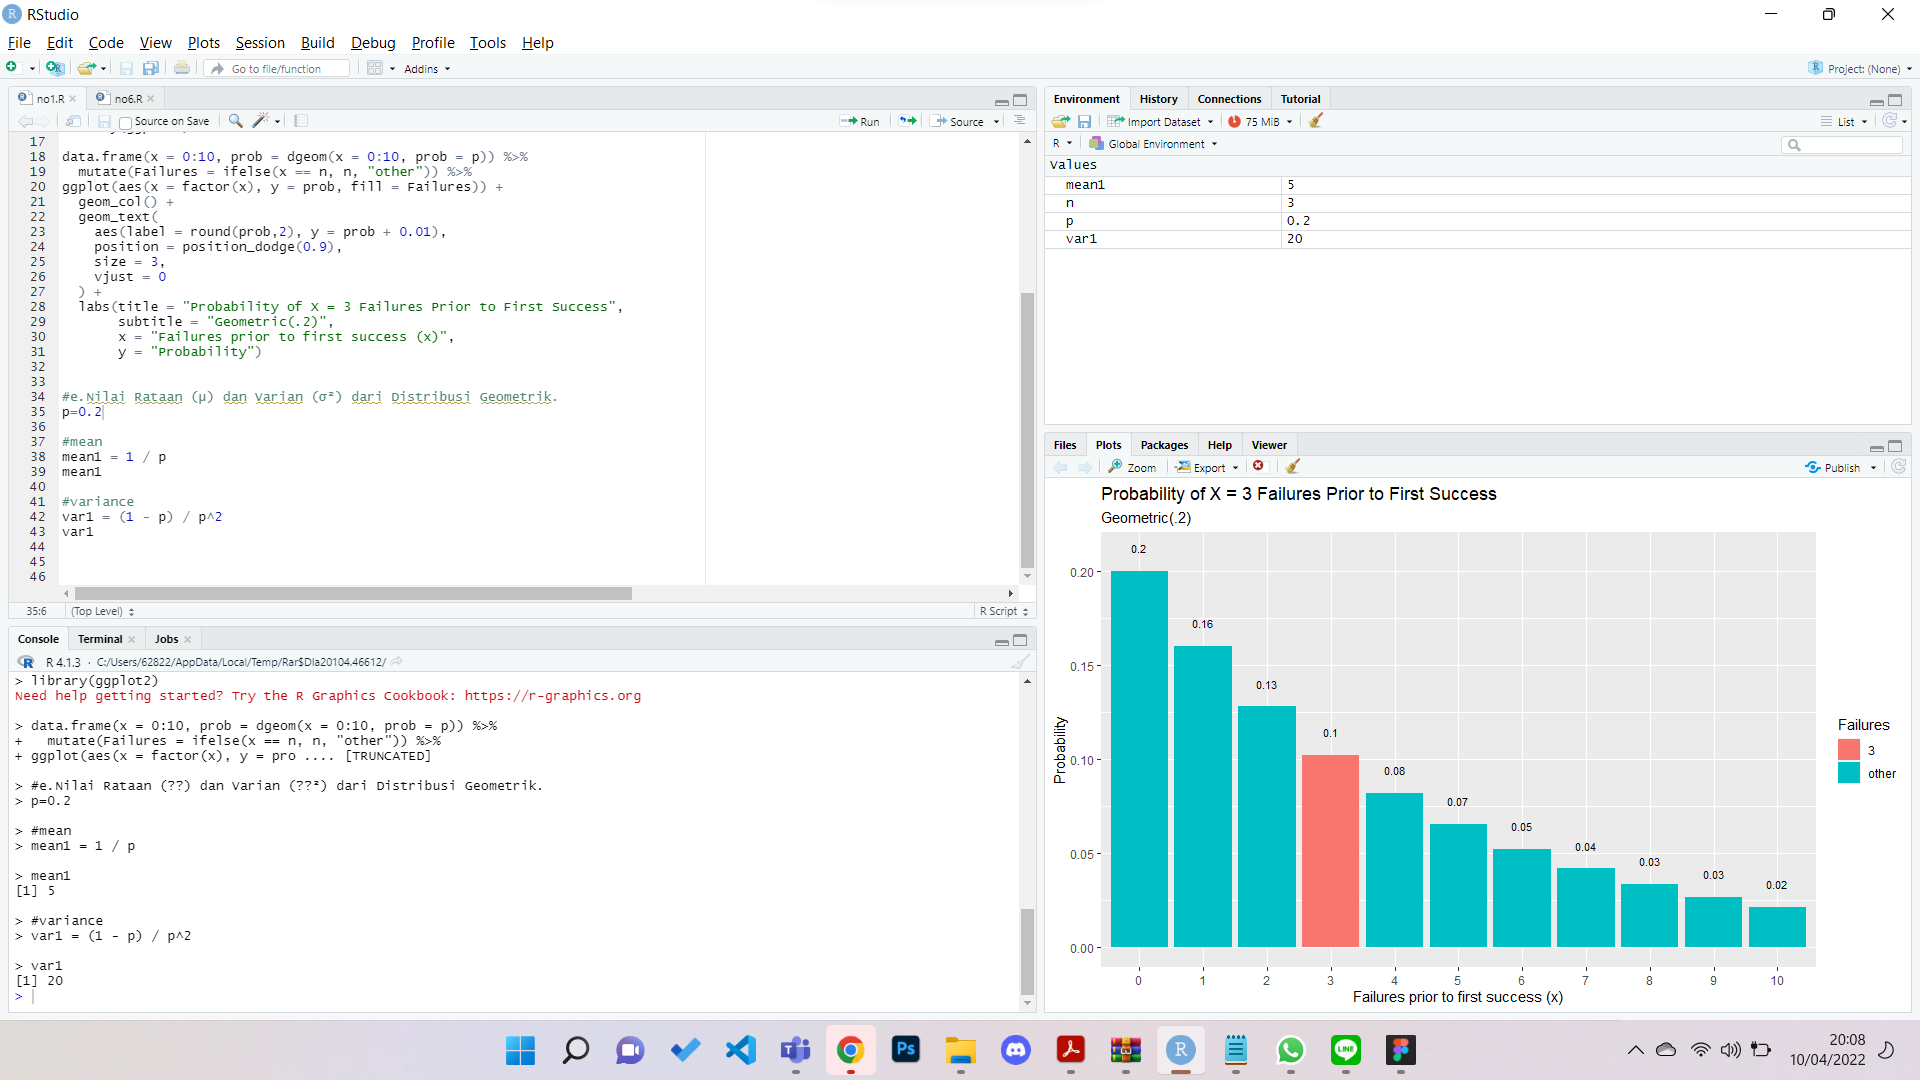 RStudio
File Edit Code View Plots Session Build Debug Profile Tools Help
Go to file/function Addins Project: (None)
no1.R no6.R
Source on Save Run Source
17
18 data.frame(x = 0:10, prob = dgeom(x = 0:10, prob = p)) %>%
19 mutate(Failures = ifelse(x == n, n, "other")) %>%
20 ggplot(aes(x = factor(x), y = prob, fill = Failures)) +
21 geom_col() +
22 geom_text(
23 aes(label = round(prob,2), y = prob + 0.01),
24 position = position_dodge(0.9),
25 size = 3,
26 vjust = 0
27 ) +
28 labs(title = "Probability of X = 3 Failures Prior to First Success",
29 subtitle = "Geometric(.2)",
30 x = "Failures prior to first success (x)",
31 y = "Probability")
32
33
34 #e.Nilai Rataan (μ) dan Varian (σ²) dari Distribusi Geometrik.
35 p=0.2
36
37 #mean
38 mean1 = 1 / p
39 mean1
40
41 #variance
42 var1 = (1 - p) / p^2
43 var1
44
45
46
35:6 (Top Level) R Script
Console Terminal Jobs
R 4.1.3 · C:/Users/62822/AppData/Local/Temp/Rar$DIa20104.46612/
> library(ggplot2)
Need help getting started? Try the R Graphics Cookbook: https://r-graphics.org
> data.frame(x = 0:10, prob = dgeom(x = 0:10, prob = p)) %>%
+ mutate(Failures = ifelse(x == n, n, "other")) %>%
+ ggplot(aes(x = factor(x), y = pro .... [TRUNCATED]
> #e.Nilai Rataan (??) dan Varian (??²) dari Distribusi Geometrik.
> p=0.2
> #mean
> mean1 = 1 / p
> mean1
[1] 5
> #variance
> var1 = (1 - p) / p^2
> var1
[1] 20
>
Environment History Connections Tutorial
Import Dataset 75 MiB List
R Global Environment
Values
mean1 5
n 3
p 0.2
var1 20
Files Plots Packages Help Viewer
Zoom Export Publish
Probability of X = 3 Failures Prior to First Success
Geometric(.2)
0.2
0.16
0.13
0.1
0.08
0.07
0.05
0.04
0.03
0.03
0.02
0.20
0.15
0.10
0.05
0.00
Probability
0 1 2 3 4 5 6 7 8 9 10
Failures prior to first success (x)
Failures
3
other
Ps
LINE
20:08
10/04/2022